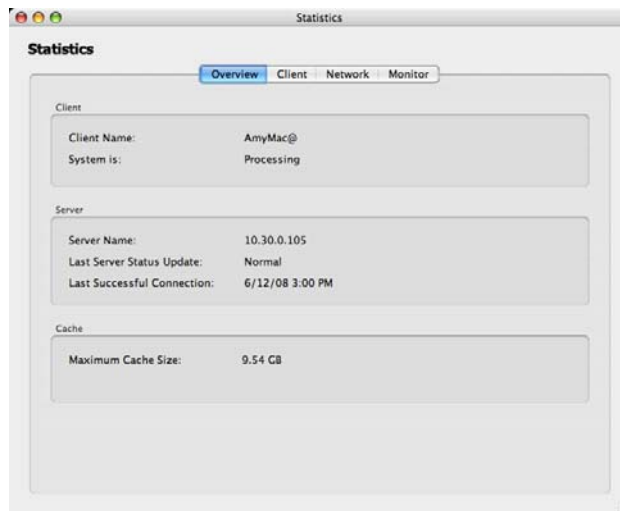 Statistics
Statistics
Overview Client Network Monitor
Client
Client Name: AmyMac@
System is: Processing
Server
Server Name: 10.30.0.105
Last Server Status Update: Normal
Last Successful Connection: 6/12/08 3:00 PM
Cache
Maximum Cache Size: 9.54 GB